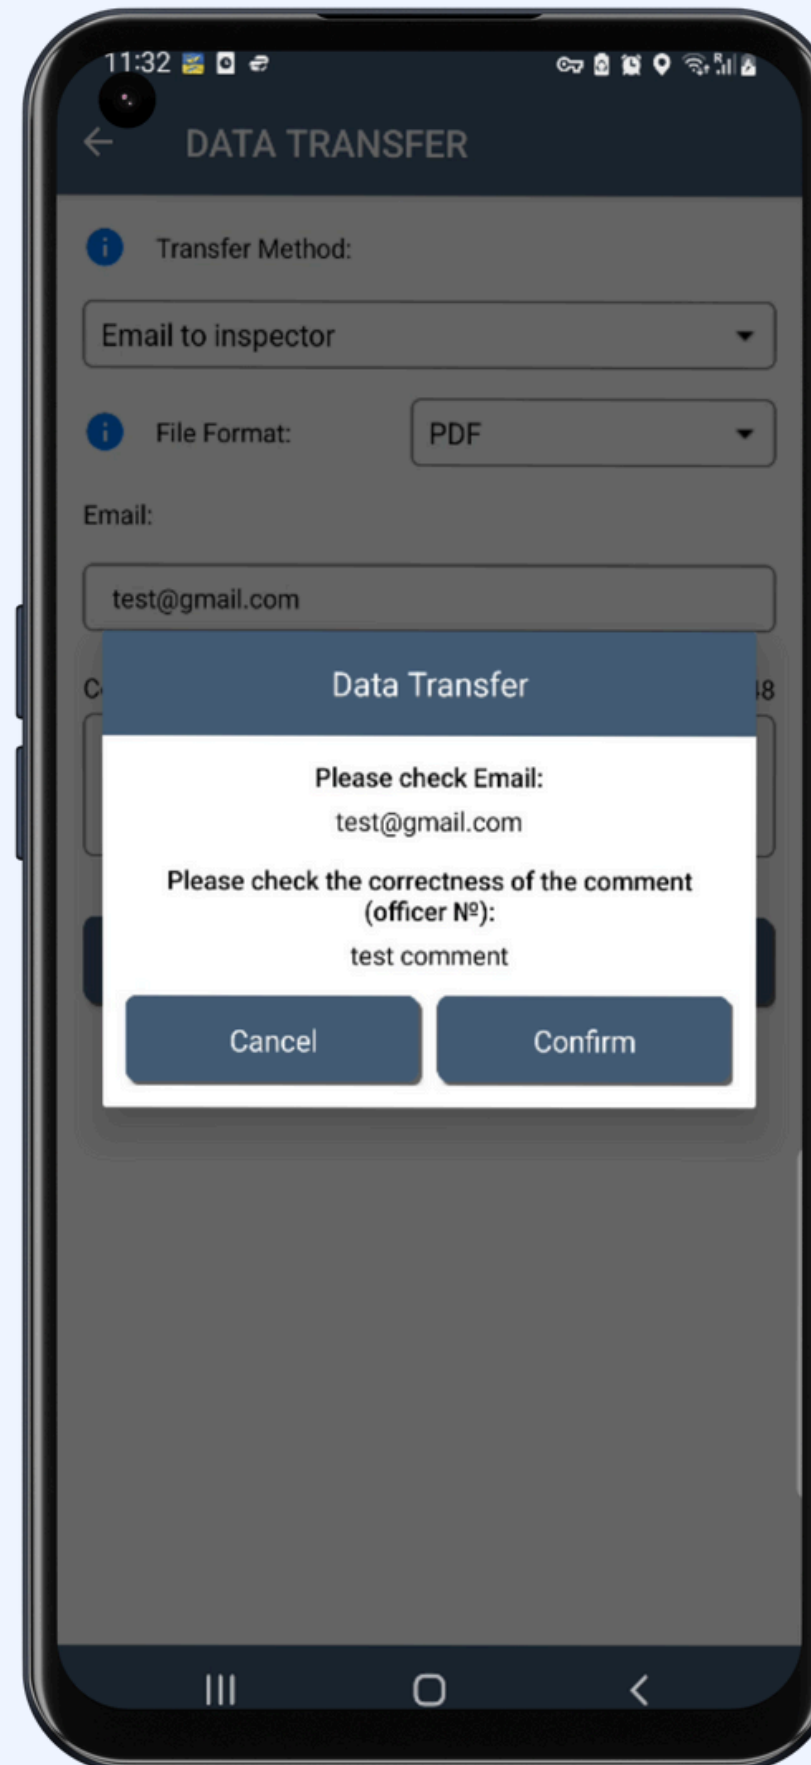 11:32
DATA TRANSFER
Transfer Method:
Email to inspector
File Format:
PDF
Email:
test@gmail.com
Data Transfer
Please check Email:
test@gmail.com
Please check the correctness of the comment
(officer Nº):
test comment
Cancel
Confirm